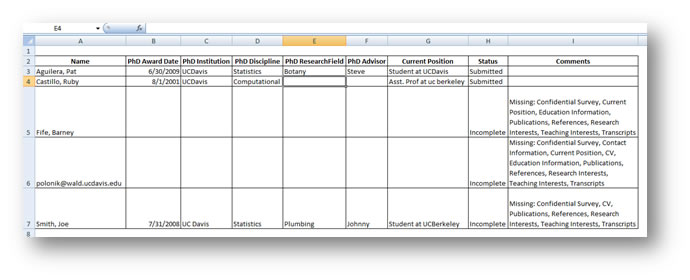 E4 fx
A B C D E F G H I
1
2 Name PhD Award Date PhD Institution PhD Discipline PhD ResearchField PhD Advisor Current Position Status Comments
3 Aguilera, Pat 6/30/2009 UCDavis Statistics Botany Steve Student at UCDavis Submitted
4 Castillo, Ruby 8/1/2001 UCDavis Computational Asst. Prof at uc berkeley Submitted
Missing: Confidential Survey, Current
Position, Education Information,
Publications, References, Research
5 Fife, Barney Incomplete Interests, Teaching Interests, Transcripts
Missing: Confidential Survey, Contact
Information, Current Position, CV,
Education Information, Publications,
References, Research Interests,
6 polonik@wald.ucdavis.edu Incomplete Teaching Interests, Transcripts
Missing: Confidential Survey, CV,
Publications, References, Research
7 Smith, Joe 7/31/2008 UC Davis Statistics Plumbing Johnny Student at UCBerkeley Incomplete Interests, Teaching Interests, Transcripts
8